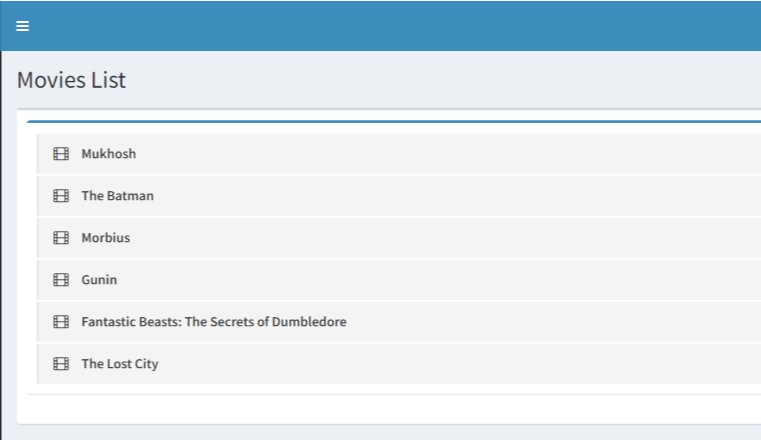 Movies List
Mukhosh
The Batman
Morbius
Gunin
Fantastic Beasts: The Secrets of Dumbledore
The Lost City